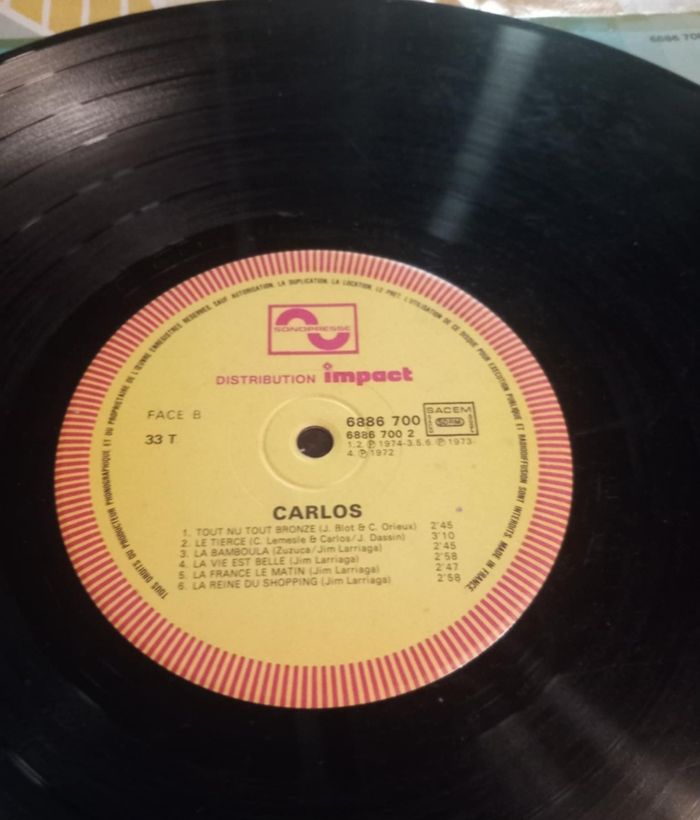 6886 700
TOUS DROITS DU PRODUCTEUR PHONOGRAPHIQUE ET DU PROPRIETAIRE DE L'ŒUVRE ENREGISTREE RESERVES. SAUF AUTORISATION. LA DUPLICATION. LA LOCATION. LE PRET. L'UTILISATION DE CE DISQUE POUR EXECUTION PUBLIQUE ET RADIODIFFUSION SONT INTERDITS. MADE IN FRANCE
SONOPRESSE
DISTRIBUTION impact
FACE B
33 T
6886 700
6886 700 2
1.2. ℗ 1974-3.5.6. ℗ 1973-
4. ℗ 1972
SACEM
SDRM
CARLOS
1. TOUT NU TOUT BRONZE (J. Blot & C. Orieux) 2'45
2. LE TIERCE (C. Lemesle & Carlos/J. Dassin) 3'10
3. LA BAMBOULA (Zuzuca/Jim Larriaga) 2'45
4. LA VIE EST BELLE (Jim Larriaga) 2'58
5. LA FRANCE LE MATIN (Jim Larriaga) 2'47
6. LA REINE DU SHOPPING (Jim Larriaga) 2'58